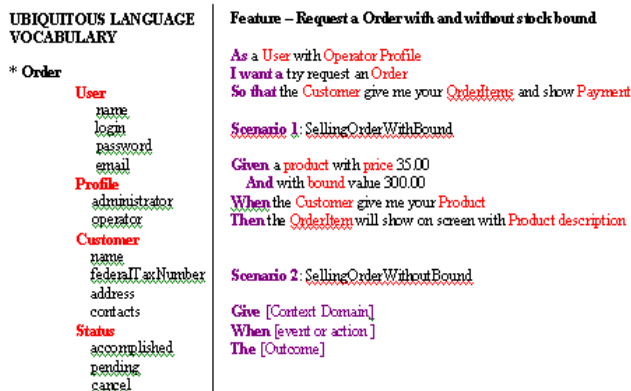 UBIQUITOUS LANGUAGE
VOCABULARY
* Order
User
name
login
password
email
Profile
administrator
operator
Customer
name
federalTaxNumber
address
contacts
Status
accomplished
pending
cancel
Feature – Request a Order with and without stock bound
As a User with Operator Profile
I want a try request an Order
So that the Customer give me your OrderItems and show Payment
Scenario 1: SellingOrderWithBound
Given a product with price 35.00
And with bound value 300.00
When the Customer give me your Product
Then the OrderItem will show on screen with Product description
Scenario 2: SellingOrderWithoutBound
Give [Context Domain]
When [event or action ]
The [Outcome]